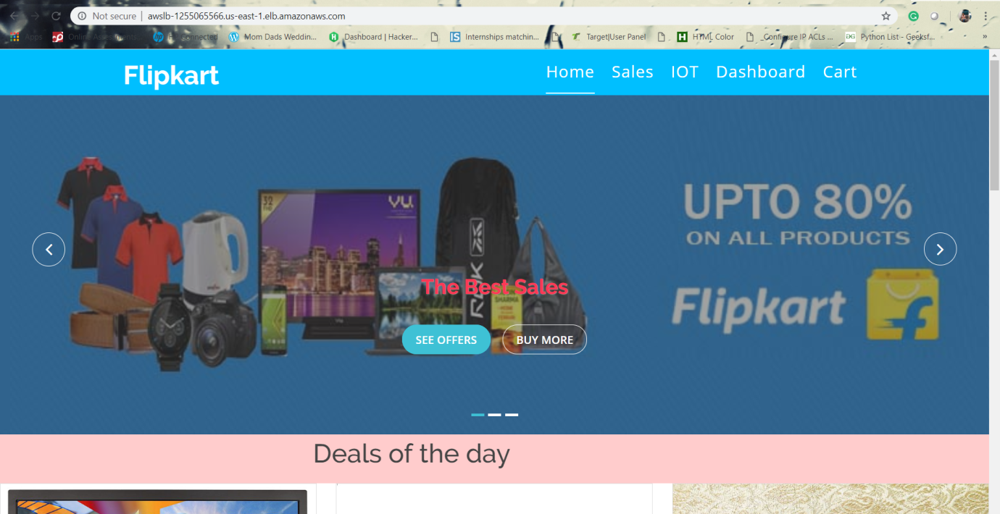 Not secure | awslb-1255065566.us-east-1.elb.amazonaws.com
Apps Online Assessments... HP Connected Mom Dads Weddin... Dashboard | Hacker... Internships matchin... Target|User Panel HTML Color _Configure IP ACLs ... Python List - Geeksf... »
Flipkart Home Sales IOT Dashboard Cart
UPTO 80%
ON ALL PRODUCTS
32
VU
The Best Sales
Flipkart
SHARMA
SEE OFFERS BUY MORE
Deals of the day